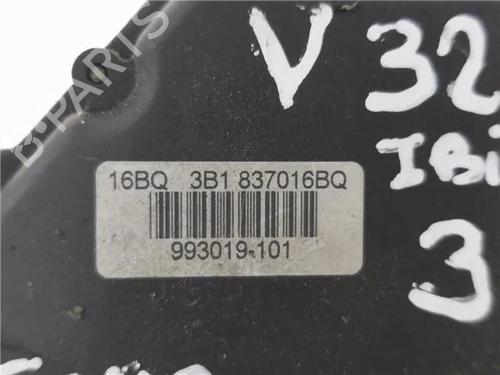 V 32
IBi
16BQ 3B1 837016BQ
993019-101
3
B-PARTS